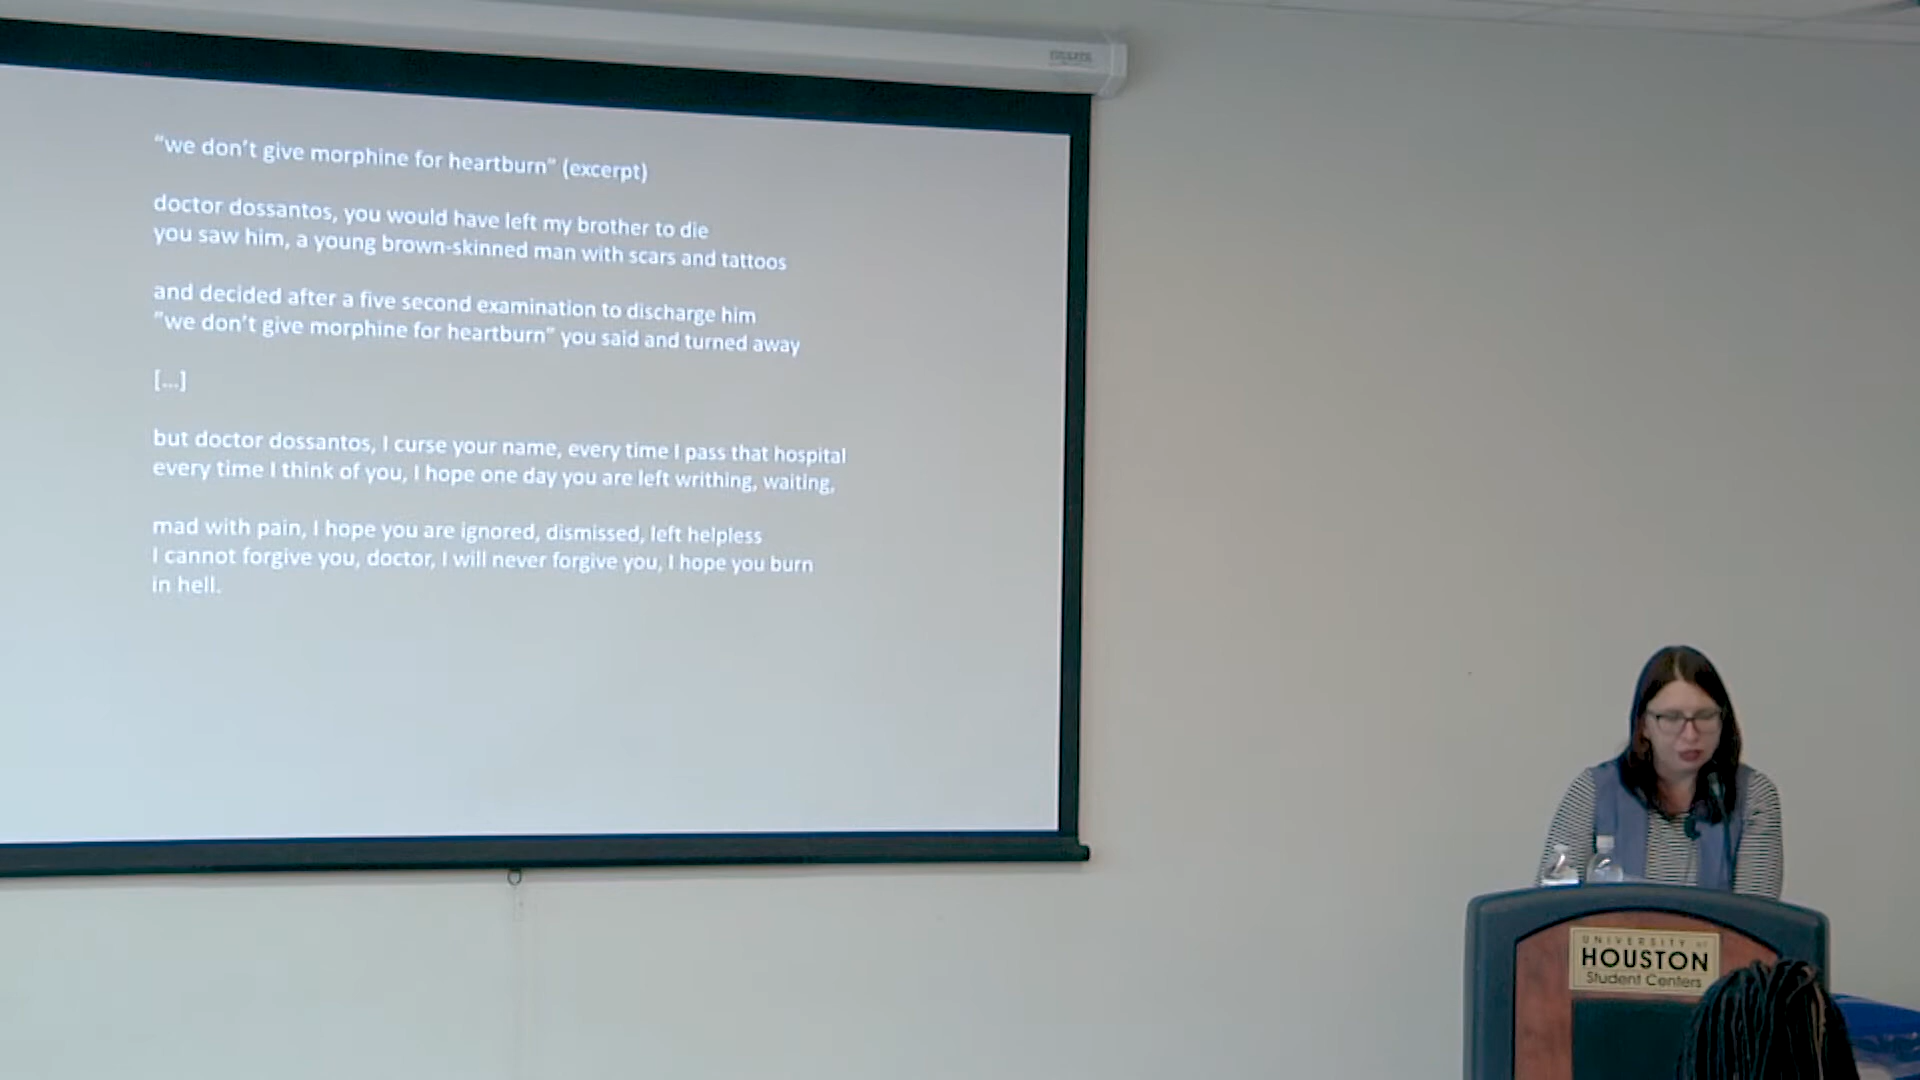 “we don’t give morphine for heartburn” (excerpt)
doctor dossantos, you would have left my brother to die
you saw him, a young brown-skinned man with scars and tattoos
and decided after a five second examination to discharge him
”we don’t give morphine for heartburn” you said and turned away
[...]
but doctor dossantos, I curse your name, every time I pass that hospital
every time I think of you, I hope one day you are left writhing, waiting,
mad with pain, I hope you are ignored, dismissed, left helpless
I cannot forgive you, doctor, I will never forgive you, I hope you burn
in hell.
UNIVERSITY of
HOUSTON
Student Centers